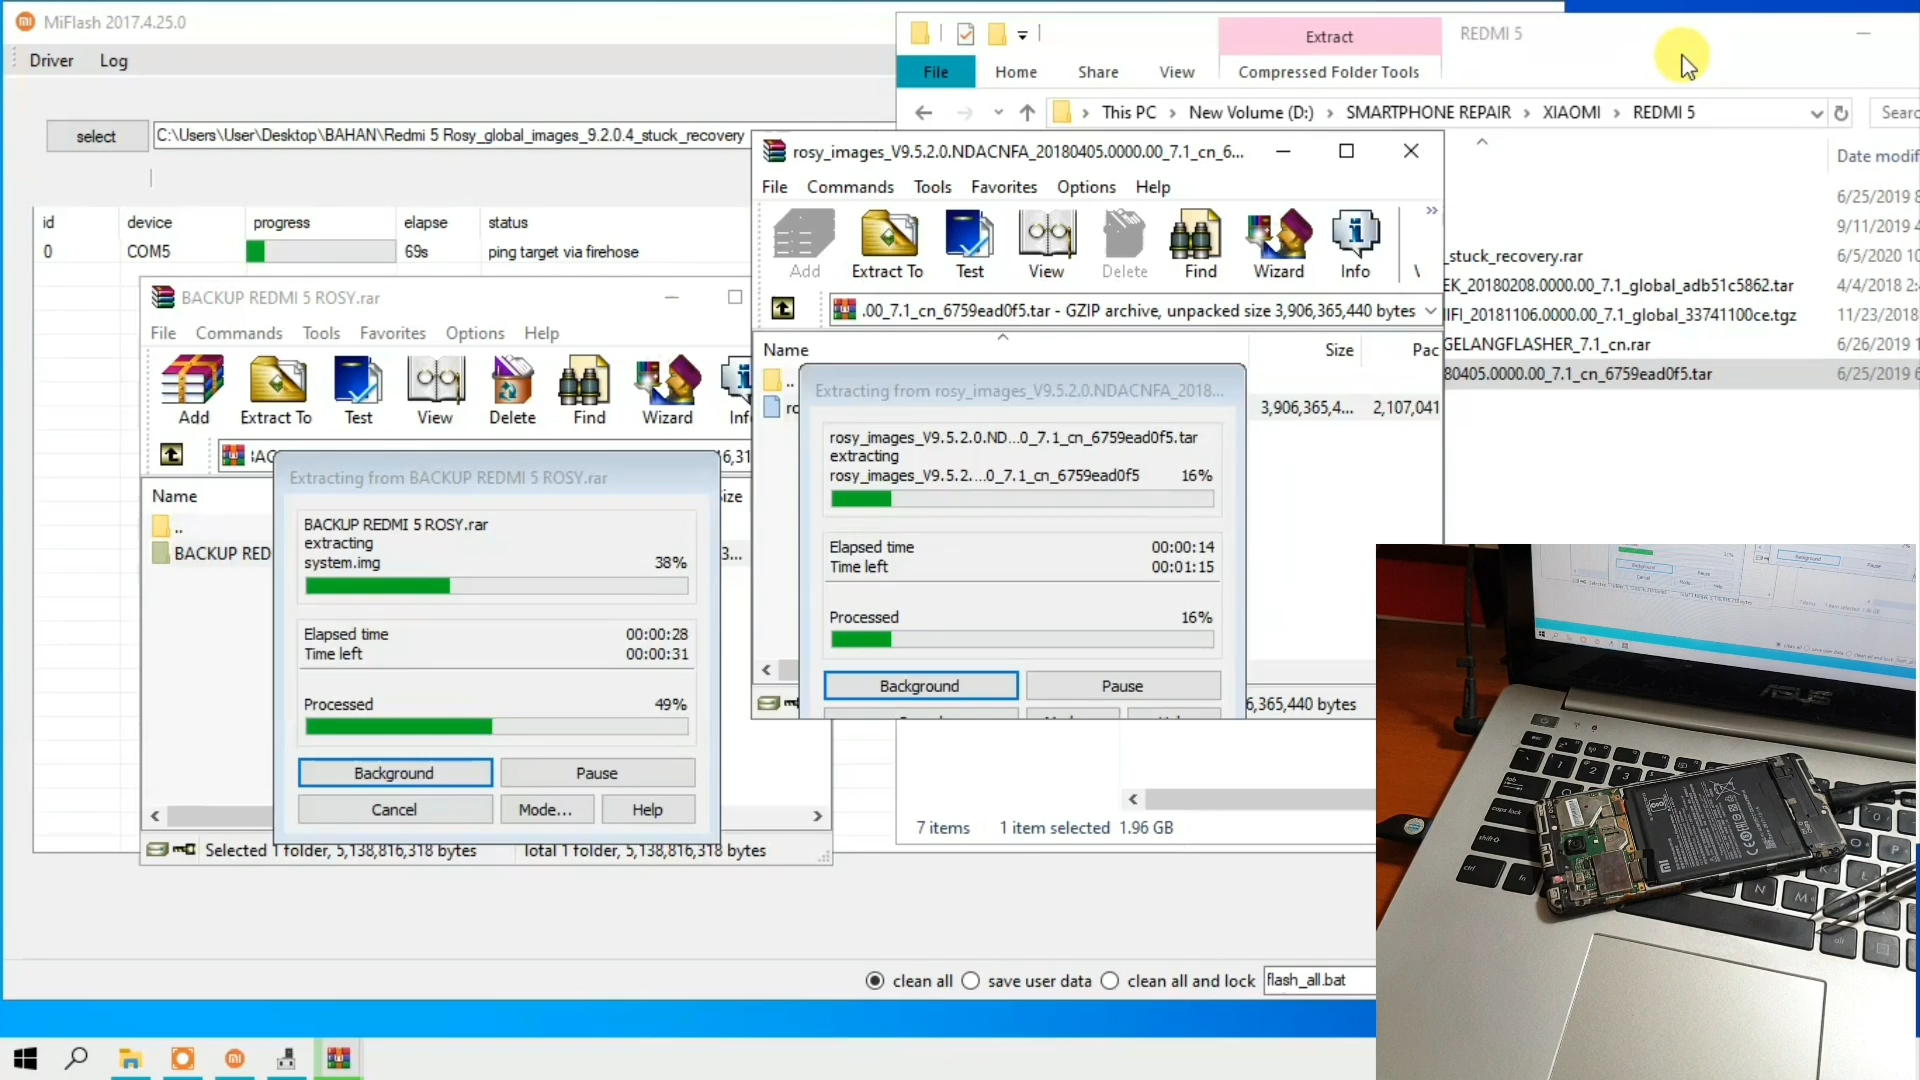 MiFlash 2017.4.25.0
Driver Log
select C:\Users\User\Desktop\BAHAN\Redmi 5 Rosy_global_images_9.2.0.4_stuck_recovery
id device progress elapse status
0 COM5 69s ping target via firehose
Extract REDMI 5
File Home Share View Compressed Folder Tools
This PC New Volume (D:) SMARTPHONE REPAIR XIAOMI REDMI 5
Date modif
6/25/2019 8
9/11/2019 4
_stuck_recovery.rar 6/5/2020 10
EK_20180208.0000.00_7.1_global_adb51c5862.tar 4/4/2018 2:
IFI_20181106.0000.00_7.1_global_33741100ce.tgz 11/23/2018
GELANGFLASHER_7.1_cn.rar 6/26/2019 1
80405.0000.00_7.1_cn_6759ead0f5.tar 6/25/2019 6
7 items 1 item selected 1.96 GB
rosy_images_V9.5.2.0.NDACNFA_20180405.0000.00_7.1_cn_6...
File Commands Tools Favorites Options Help
Add Extract To Test View Delete Find Wizard Info
.00_7.1_cn_6759ead0f5.tar - GZIP archive, unpacked size 3,906,365,440 bytes
Name Size Pac
..
3,906,365,4... 2,107,041
6,365,440 bytes
Extracting from rosy_images_V9.5.2.0.NDACNFA_2018...
rosy_images_V9.5.2.0.ND...0_7.1_cn_6759ead0f5.tar
extracting
rosy_images_V9.5.2....0_7.1_cn_6759ead0f5 16%
Elapsed time 00:00:14
Time left 00:01:15
Processed 16%
Background Pause
BACKUP REDMI 5 ROSY.rar
File Commands Tools Favorites Options Help
Add Extract To Test View Delete Find Wizard
Name
..
BACKUP RED
Extracting from BACKUP REDMI 5 ROSY.rar
BACKUP REDMI 5 ROSY.rar
extracting
system.img 38%
Elapsed time 00:00:28
Time left 00:00:31
Processed 49%
Background Pause
Cancel Mode... Help
Selected 1 folder, 5,138,816,318 bytes Total 1 folder, 5,138,816,318 bytes
clean all save user data clean all and lock flash_all.bat
ASUS